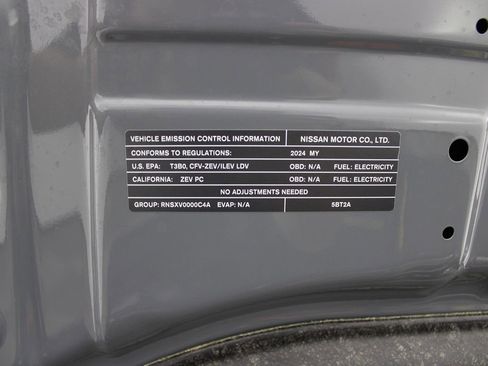 VEHICLE EMISSION CONTROL INFORMATION NISSAN MOTOR CO., LTD.
CONFORMS TO REGULATIONS: 2024 MY
U.S. EPA: T3B0, CFV-ZEV/ILEV LDV OBD: N/A FUEL: ELECTRICITY
CALIFORNIA: ZEV PC OBD: N/A FUEL: ELECTRICITY
NO ADJUSTMENTS NEEDED
GROUP: RNSXV0000C4A EVAP: N/A 5BT2A